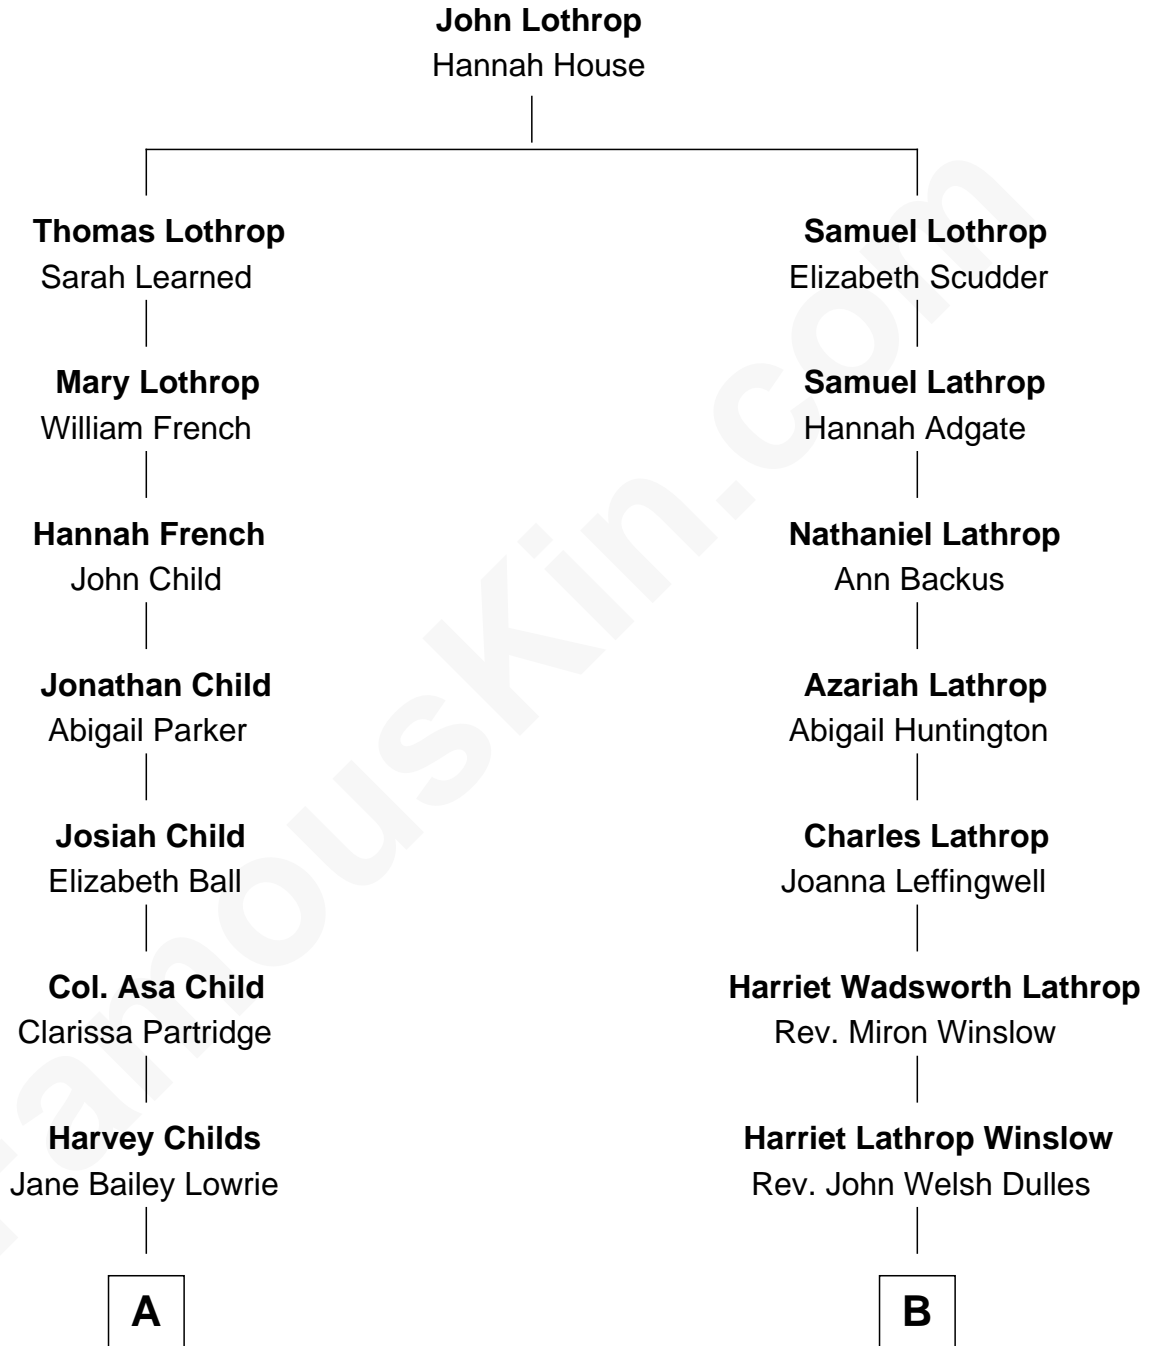 John Lothrop
Hannah House
Thomas Lothrop
Sarah Learned
Samuel Lothrop
Elizabeth Scudder
Mary Lothrop
William French
Samuel Lathrop
Hannah Adgate
Hannah French
John Child
Nathaniel Lathrop
Ann Backus
Jonathan Child
Abigail Parker
Azariah Lathrop
Abigail Huntington
Josiah Child
Elizabeth Ball
Charles Lathrop
Joanna Leffingwell
Col. Asa Child
Clarissa Partridge
Harriet Wadsworth Lathrop
Rev. Miron Winslow
Harvey Childs
Jane Bailey Lowrie
Harriet Lathrop Winslow
Rev. John Welsh Dulles
A
B
FamousKin.com